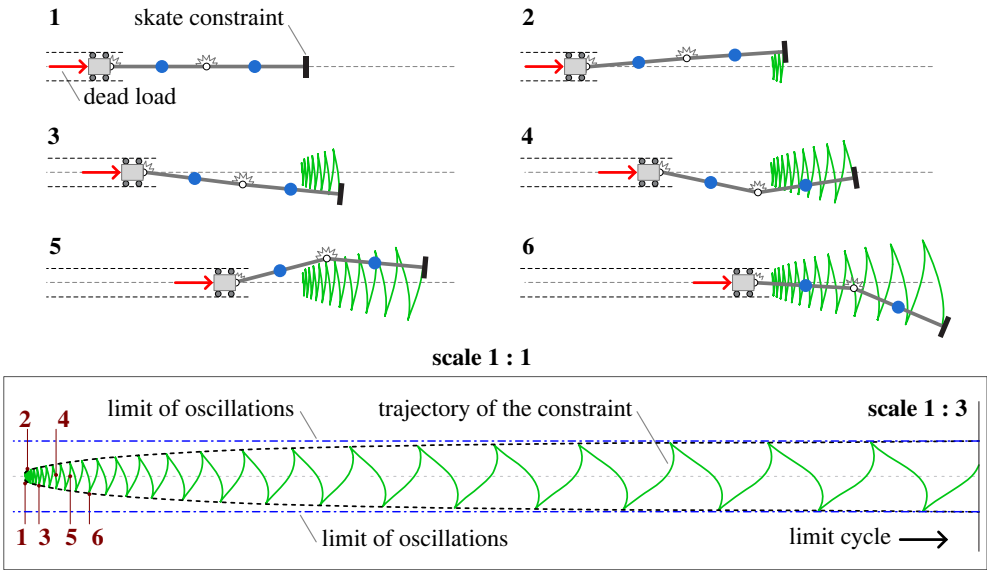 1
skate constraint
2
dead load
3
4
5
6
scale 1 : 1
2
4
limit of oscillations
trajectory of the constraint
scale 1 : 3
1
3
5
6
limit of oscillations
limit cycle